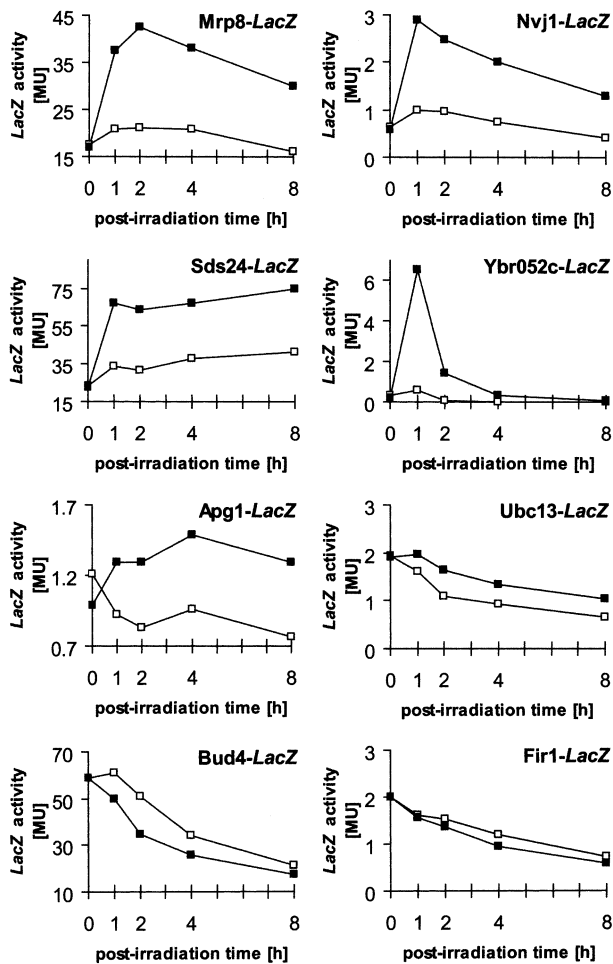 Mrp8-LacZ
LacZ activity
[MU]
45
35
25
15
0 1 2 4 8
post-irradiation time [h]
Nvj1-LacZ
LacZ activity
[MU]
3
2
1
0
0 1 2 4 8
post-irradiation time [h]
Sds24-LacZ
LacZ activity
[MU]
75
55
35
15
0 1 2 4 8
post-irradiation time [h]
Ybr052c-LacZ
LacZ activity
[MU]
6
4
2
0
0 1 2 4 8
post-irradiation time [h]
Apg1-LacZ
LacZ activity
[MU]
1.7
1.2
0.7
0 1 2 4 8
post-irradiation time [h]
Ubc13-LacZ
LacZ activity
[MU]
3
2
1
0
0 1 2 4 8
post-irradiation time [h]
Bud4-LacZ
LacZ activity
[MU]
70
50
30
10
0 1 2 4 8
post-irradiation time [h]
Fir1-LacZ
LacZ activity
[MU]
3
2
1
0
0 1 2 4 8
post-irradiation time [h]